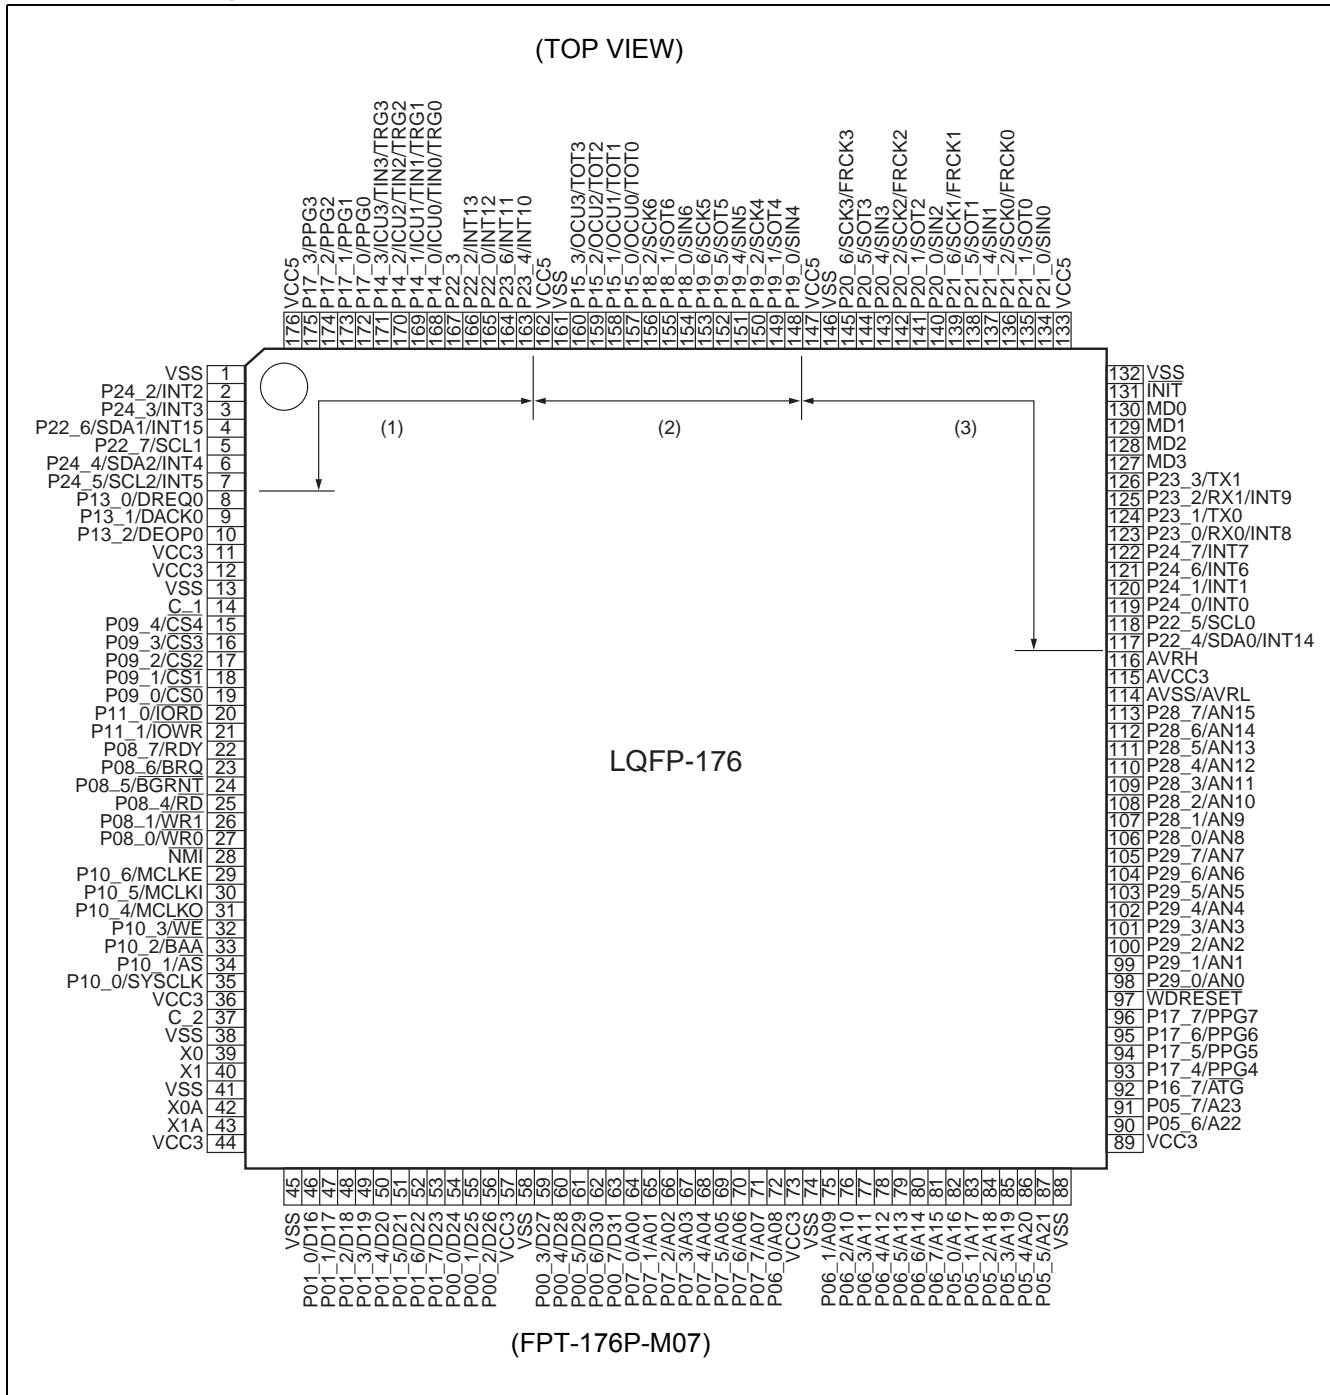 (TOP VIEW)
176 VCC5
175 P17_3/PPG3
174 P17_2/PPG2
173 P17_1/PPG1
172 P17_0/PPG0
171 P14_3/ICU3/TIN3/TRG3
170 P14_2/ICU2/TIN2/TRG2
169 P14_1/ICU1/TIN1/TRG1
168 P14_0/ICU0/TIN0/TRG0
167 P22_3
166 P22_2/INT13
165 P22_0/INT12
164 P23_6/INT11
163 P23_4/INT10
162 VCC5
161 VSS
160 P15_3/OCU3/TOT3
159 P15_2/OCU2/TOT2
158 P15_1/OCU1/TOT1
157 P15_0/OCU0/TOT0
156 P18_2/SCK6
155 P18_1/SOT6
154 P18_0/SIN6
153 P19_6/SCK5
152 P19_5/SOT5
151 P19_4/SIN5
150 P19_2/SCK4
149 P19_1/SOT4
148 P19_0/SIN4
147 VCC5
146 VSS
145 P20_6/SCK3/FRCK3
144 P20_5/SOT3
143 P20_4/SIN3
142 P20_2/SCK2/FRCK2
141 P20_1/SOT2
140 P20_0/SIN2
139 P21_6/SCK1/FRCK1
138 P21_5/SOT1
137 P21_4/SIN1
136 P21_2/SCK0/FRCK0
135 P21_1/SOT0
134 P21_0/SIN0
133 VCC5
VSS 1
P24_2/INT2 2
P24_3/INT3 3
P22_6/SDA1/INT15 4
P22_7/SCL1 5
P24_4/SDA2/INT4 6
P24_5/SCL2/INT5 7
P13_0/DREQ0 8
P13_1/DACK0 9
P13_2/DEOP0 10
VCC3 11
VCC3 12
VSS 13
C_1 14
P09_4/CS4 15
P09_3/CS3 16
P09_2/CS2 17
P09_1/CS1 18
P09_0/CS0 19
P11_0/IORD 20
P11_1/IOWR 21
P08_7/RDY 22
P08_6/BRQ 23
P08_5/BGRNT 24
P08_4/RD 25
P08_1/WR1 26
P08_0/WR0 27
NMI 28
P10_6/MCLKE 29
P10_5/MCLKI 30
P10_4/MCLKO 31
P10_3/WE 32
P10_2/BAA 33
P10_1/AS 34
P10_0/SYSCLK 35
VCC3 36
C_2 37
VSS 38
X0 39
X1 40
VSS 41
X0A 42
X1A 43
VCC3 44
(1)
(2)
(3)
LQFP-176
132 VSS
131 INIT
130 MD0
129 MD1
128 MD2
127 MD3
126 P23_3/TX1
125 P23_2/RX1/INT9
124 P23_1/TX0
123 P23_0/RX0/INT8
122 P24_7/INT7
121 P24_6/INT6
120 P24_1/INT1
119 P24_0/INT0
118 P22_5/SCL0
117 P22_4/SDA0/INT14
116 AVRH
115 AVCC3
114 AVSS/AVRL
113 P28_7/AN15
112 P28_6/AN14
111 P28_5/AN13
110 P28_4/AN12
109 P28_3/AN11
108 P28_2/AN10
107 P28_1/AN9
106 P28_0/AN8
105 P29_7/AN7
104 P29_6/AN6
103 P29_5/AN5
102 P29_4/AN4
101 P29_3/AN3
100 P29_2/AN2
99 P29_1/AN1
98 P29_0/AN0
97 WDRESET
96 P17_7/PPG7
95 P17_6/PPG6
94 P17_5/PPG5
93 P17_4/PPG4
92 P16_7/ATG
91 P05_7/A23
90 P05_6/A22
89 VCC3
45 VSS
46 P01_0/D16
47 P01_1/D17
48 P01_2/D18
49 P01_3/D19
50 P01_4/D20
51 P01_5/D21
52 P01_6/D22
53 P01_7/D23
54 P00_0/D24
55 P00_1/D25
56 P00_2/D26
57 VCC3
58 VSS
59 P00_3/D27
60 P00_4/D28
61 P00_5/D29
62 P00_6/D30
63 P00_7/D31
64 P07_0/A00
65 P07_1/A01
66 P07_2/A02
67 P07_3/A03
68 P07_4/A04
69 P07_5/A05
70 P07_6/A06
71 P07_7/A07
72 P06_0/A08
73 VCC3
74 VSS
75 P06_1/A09
76 P06_2/A10
77 P06_3/A11
78 P06_4/A12
79 P06_5/A13
80 P06_6/A14
81 P06_7/A15
82 P05_0/A16
83 P05_1/A17
84 P05_2/A18
85 P05_3/A19
86 P05_4/A20
87 P05_5/A21
88 VSS
(FPT-176P-M07)